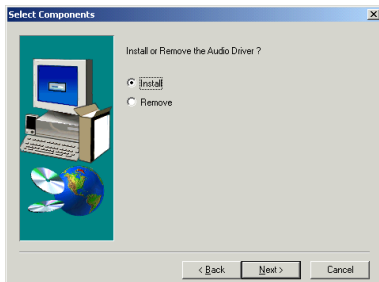 Select Components
Install or Remove the Audio Driver ?
Install
Remove
< Back
Next >
Cancel